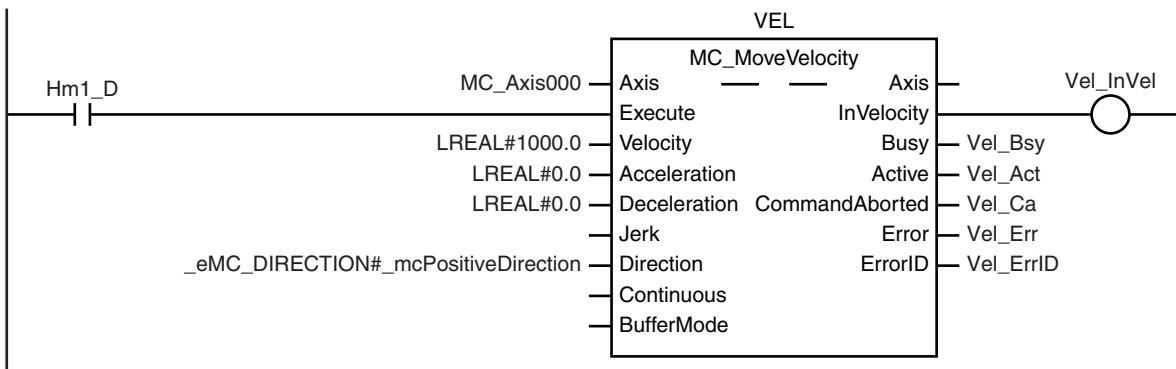 VEL
MC_MoveVelocity
MC_Axis000 Axis Axis
Hm1_D Vel_InVel
Execute InVelocity
LREAL#1000.0 Velocity Busy Vel_Bsy
LREAL#0.0 Acceleration Active Vel_Act
LREAL#0.0 Deceleration CommandAborted Vel_Ca
Jerk Error Vel_Err
_eMC_DIRECTION#_mcPositiveDirection Direction ErrorID Vel_ErrID
Continuous
BufferMode